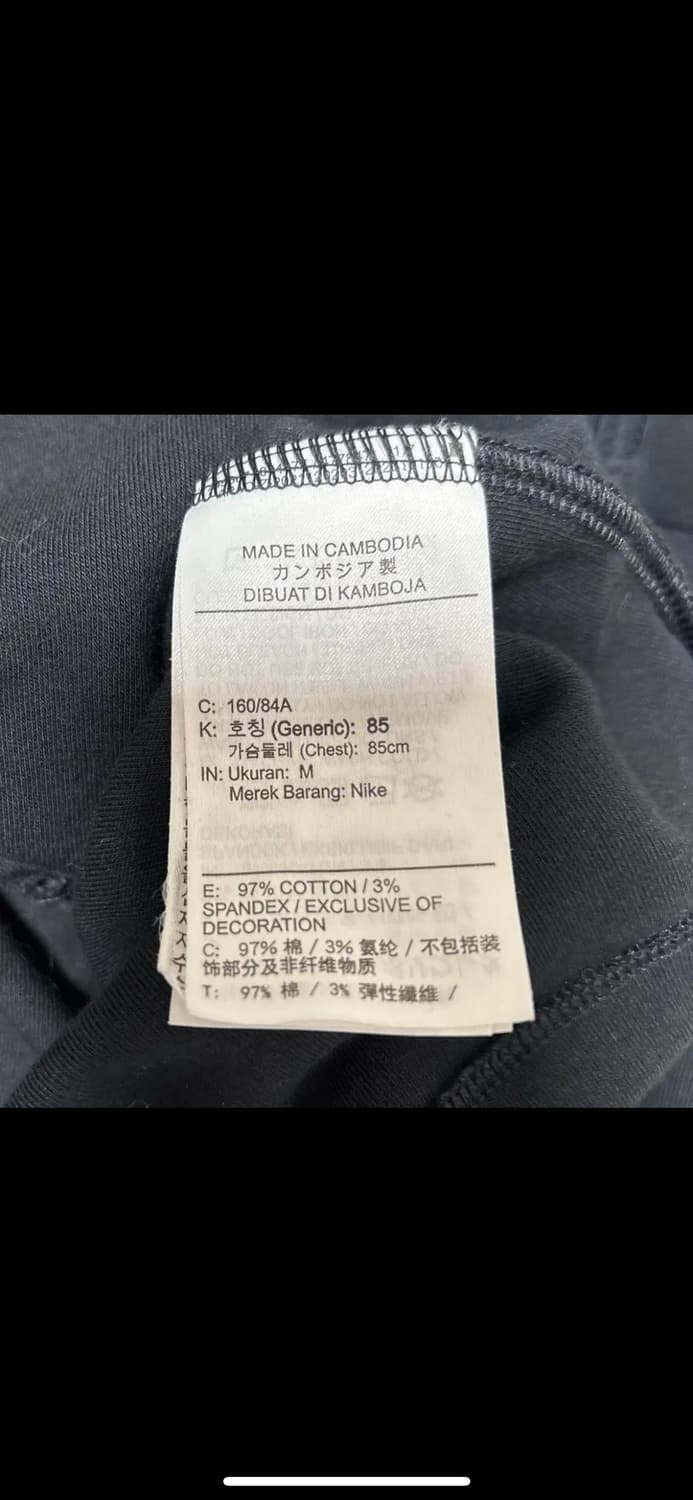 MADE IN CAMBODIA
カンボジア製
DIBUAT DI KAMBOJA
C: 160/84A
K: 호칭 (Generic): 85
가슴둘레 (Chest): 85cm
IN: Ukuran: M
Merek Barang: Nike
E: 97% COTTON / 3%
SPANDEX / EXCLUSIVE OF
DECORATION
C: 97% 棉 / 3% 氨纶 / 不包括装
饰部分及非纤维物质
T: 97% 棉 / 3% 彈性纖維 /